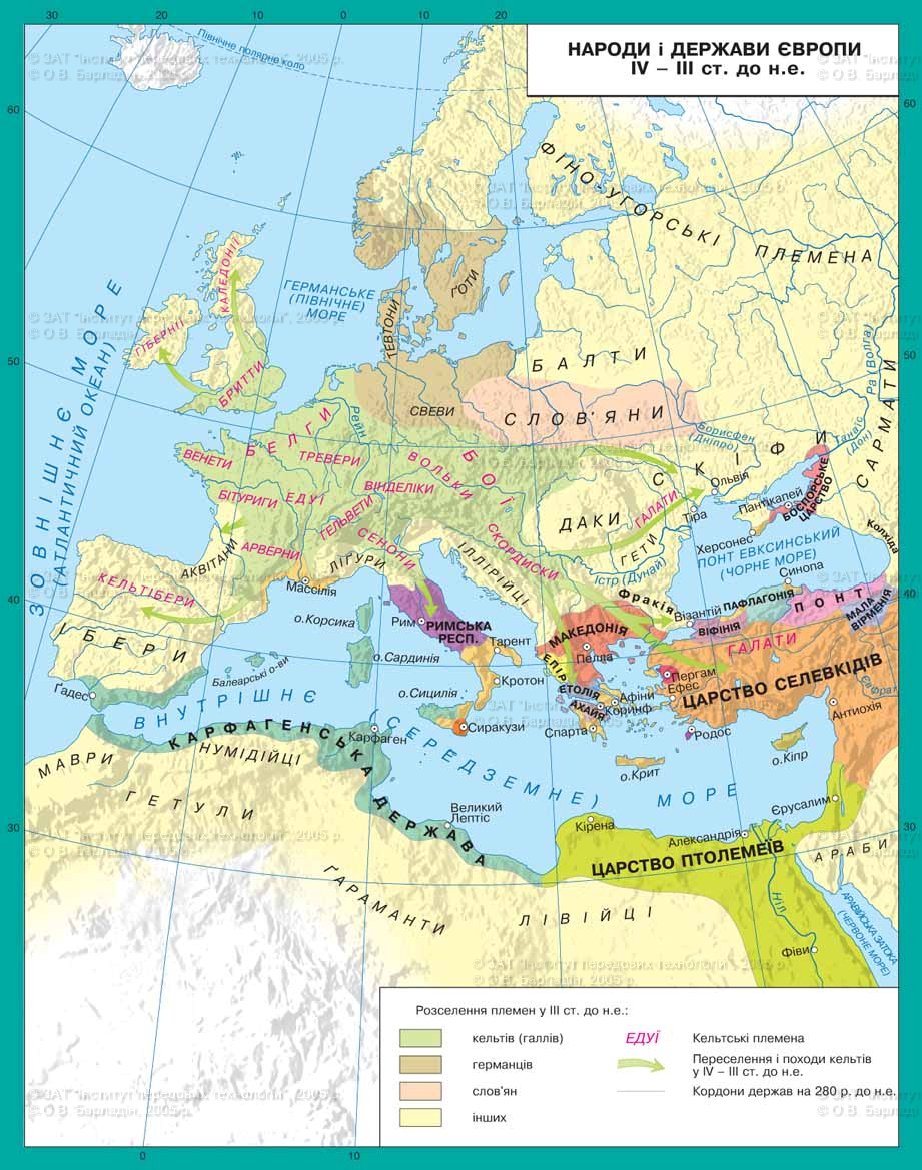 30
20
10
0
10
20
НАРОДИ і ДЕРЖАВИ ЄВРОПИ
IV – III ст. до н.е.
Північне полярне коло
© ЗАТ "Інститут передових технологій", 2005 р.
© О.В. Барладін, 2005 р.
60
60
ФІНО-УГОРСЬКІ ПЛЕМЕНА
КАЛЕДОНІЇ
ГІБЕРНІЇ
БРИТТИ
ГЕРМАНСЬКЕ
(ПІВНІЧНЕ)
МОРЕ
ТЕВТОНИ
ГОТИ
50
50
БАЛТИ
СВЕВИ
СЛОВ'ЯНИ
Ра (Волга)
САРМАТИ
ЗОВНІШНЄ МОРЕ
(АТЛАНТИЧНИЙ ОКЕАН)
Рейн
БЕЛГИ
ВЕНЕТИ
ТРЕВЕРИ
ВОЛЬКИ
БОЇ
Борисфен
(Дніпро)
Танаїс
(Дон)
СКІФИ
БІТУРИГИ
ЕДУЇ
ВІНДЕЛІКИ
ГЕЛЬВЕТИ
СЕНОНИ
СКОРДИСКИ
ГАЛАТИ
ДАКИ
ГЕТИ
Ольвія
Тіра
Пантікапей
БОСПОРСЬКЕ
ЦАРСТВО
Херсонес
Колхіда
АКВІТАНИ
АРВЕРНИ
ЛІГУРИ
ІЛЛІРІЙЦІ
Істр (Дунай)
ПОНТ ЕВКСИНСЬКИЙ
(ЧОРНЕ МОРЕ)
КЕЛЬТІБЕРИ
Массілія
о.Корсика
Рим
РИМСЬКА
РЕСП.
Фракія
Візантій
ПАФЛАГОНІЯ
Синопа
ПОНТ
МАЛА
ВІРМЕНІЯ
ВІФІНІЯ
40
40
ІБЕРИ
Гадес
Балеарські о-ви
о.Сардинія
Тарент
Кротон
МАКЕДОНІЯ
Пелла
ЕПІР
ЕТОЛІЯ
АХАЙЯ
Афіни
Коринф
Спарта
Пергам
Ефес
ГАЛАТИ
ЦАРСТВО СЕЛЕВКІДІВ
Антіохія
о.Сицилія
Сиракузи
Родос
о.Крит
о.Кіпр
ВНУТРІШНЄ (СЕРЕДЗЕМНЕ) МОРЕ
КАРФАГЕНСЬКА ДЕРЖАВА
Карфаген
МАВРИ
НУМІДІЙЦІ
ГЕТУЛИ
Великий
Лептіс
Кірена
Александрія
Єрусалим
30
30
ЦАРСТВО ПТОЛЕМЕЇВ
АРАБИ
ГАРАМАНТИ
ЛІВІЙЦІ
Ніл
Фіви
АРАВІЙСЬКА ЗАТОКА
(ЧЕРВОНЕ МОРЕ)
Розселення племен у III ст. до н.е.:
кельтів (галлів)
германців
слов'ян
інших
ЕДУЇ
Кельтські племена
Переселення і походи кельтів
у IV – III ст. до н.е.
Кордони держав на 280 р. до н.е.
0
10